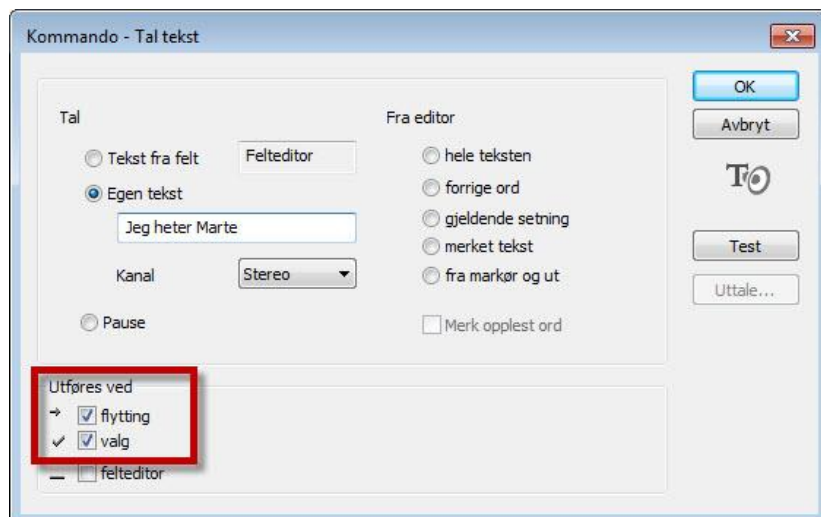 Kommando - Tal tekst
OK
Avbryt
Test
Uttale...
Tal
Tekst fra felt
Felteditor
Egen tekst
Jeg heter Marte
Kanal
Stereo
Pause
Fra editor
hele teksten
forrige ord
gjeldende setning
merket tekst
fra markør og ut
Merk opplest ord
Utføres ved
flytting
valg
felteditor